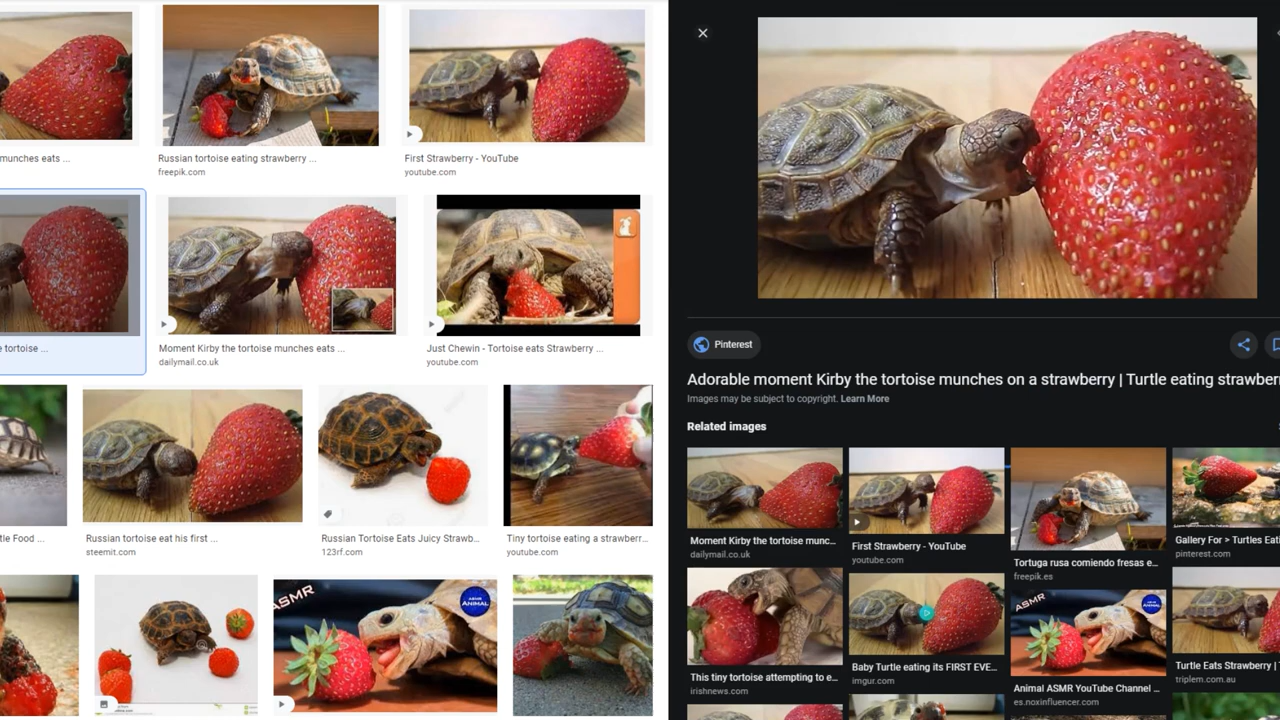 munches eats ...
Russian tortoise eating strawberry ...
freepik.com
First Strawberry - YouTube
youtube.com
e tortoise ...
Moment Kirby the tortoise munches eats ...
dailymail.co.uk
Just Chewin - Tortoise eats Strawberry ...
youtube.com
tle Food ...
Russian tortoise eat his first ...
steemit.com
Russian Tortoise Eats Juicy Strawb...
123rf.com
Tiny tortoise eating a strawberr...
youtube.com
ASMR
ASMR
ANIMAL
Pinterest
Adorable moment Kirby the tortoise munches on a strawberry | Turtle eating strawber
Images may be subject to copyright. Learn More
Related images
Moment Kirby the tortoise munc...
dailymail.co.uk
First Strawberry - YouTube
youtube.com
Tortuga rusa comiendo fresas e...
freepik.es
Gallery For > Turtles Eati
pinterest.com
This tiny tortoise attempting to e...
irishnews.com
Baby Turtle eating its FIRST EVE...
imgur.com
ASMR
ANIMAL
Animal ASMR YouTube Channel ...
es.noxinfluencer.com
Turtle Eats Strawberry |
triplem.com.au